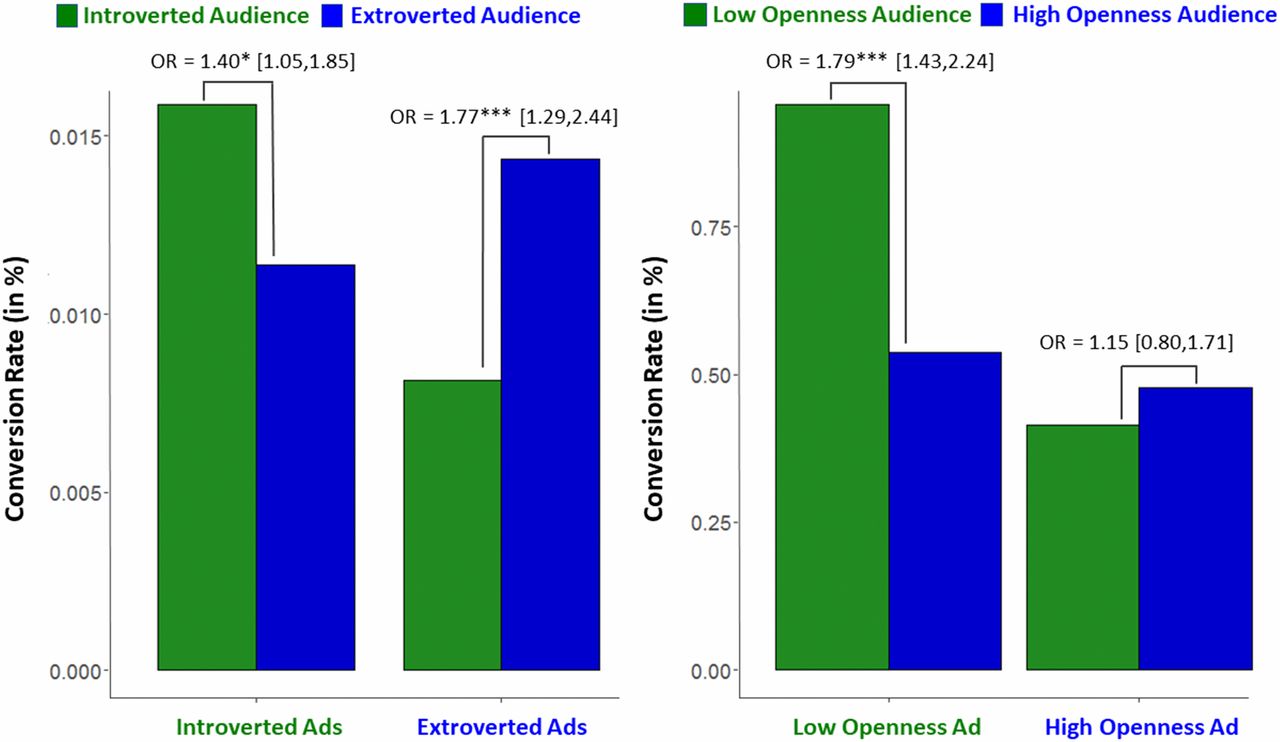 Introverted Audience Extroverted Audience
OR = 1.40* [1.05,1.85]
OR = 1.77*** [1.29,2.44]
Conversion Rate (in %)
0.015
0.010
0.005
0.000
Introverted Ads Extroverted Ads
Low Openness Audience High Openness Audience
OR = 1.79*** [1.43,2.24]
OR = 1.15 [0.80,1.71]
Conversion Rate (in %)
0.75
0.50
0.25
0.00
Low Openness Ad High Openness Ad